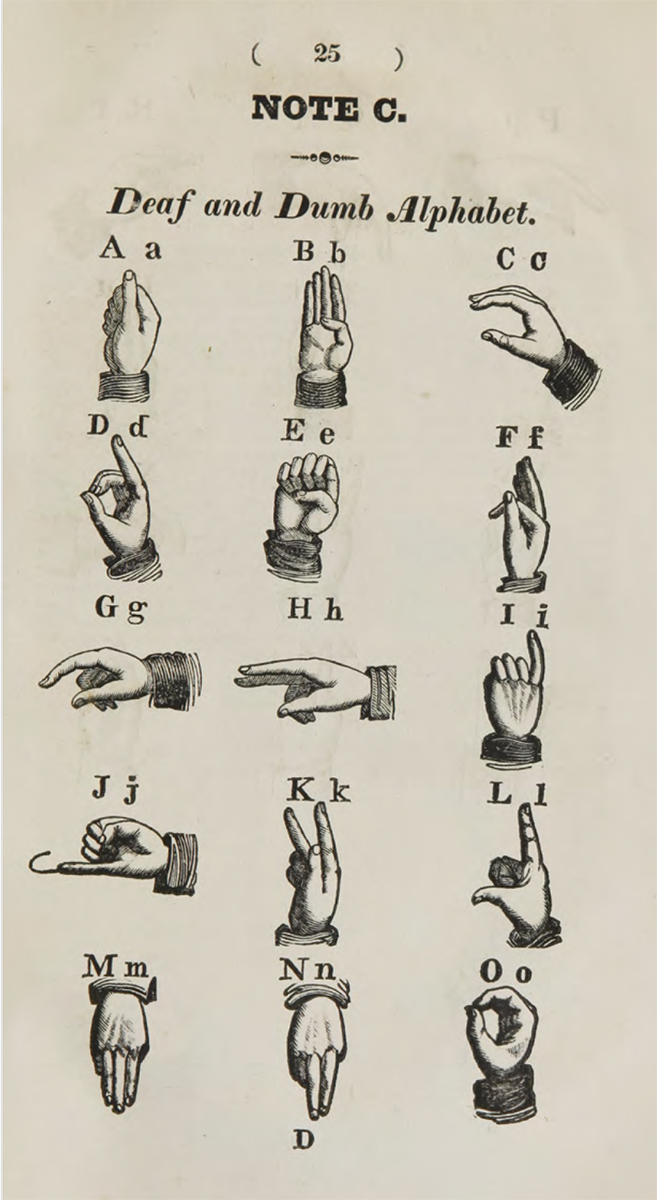 ( 25 )
NOTE C.
Deaf and Dumb Alphabet.
A a B b C c
D d E e F f
G g H h I i
J j K k L l
M m N n O o
D